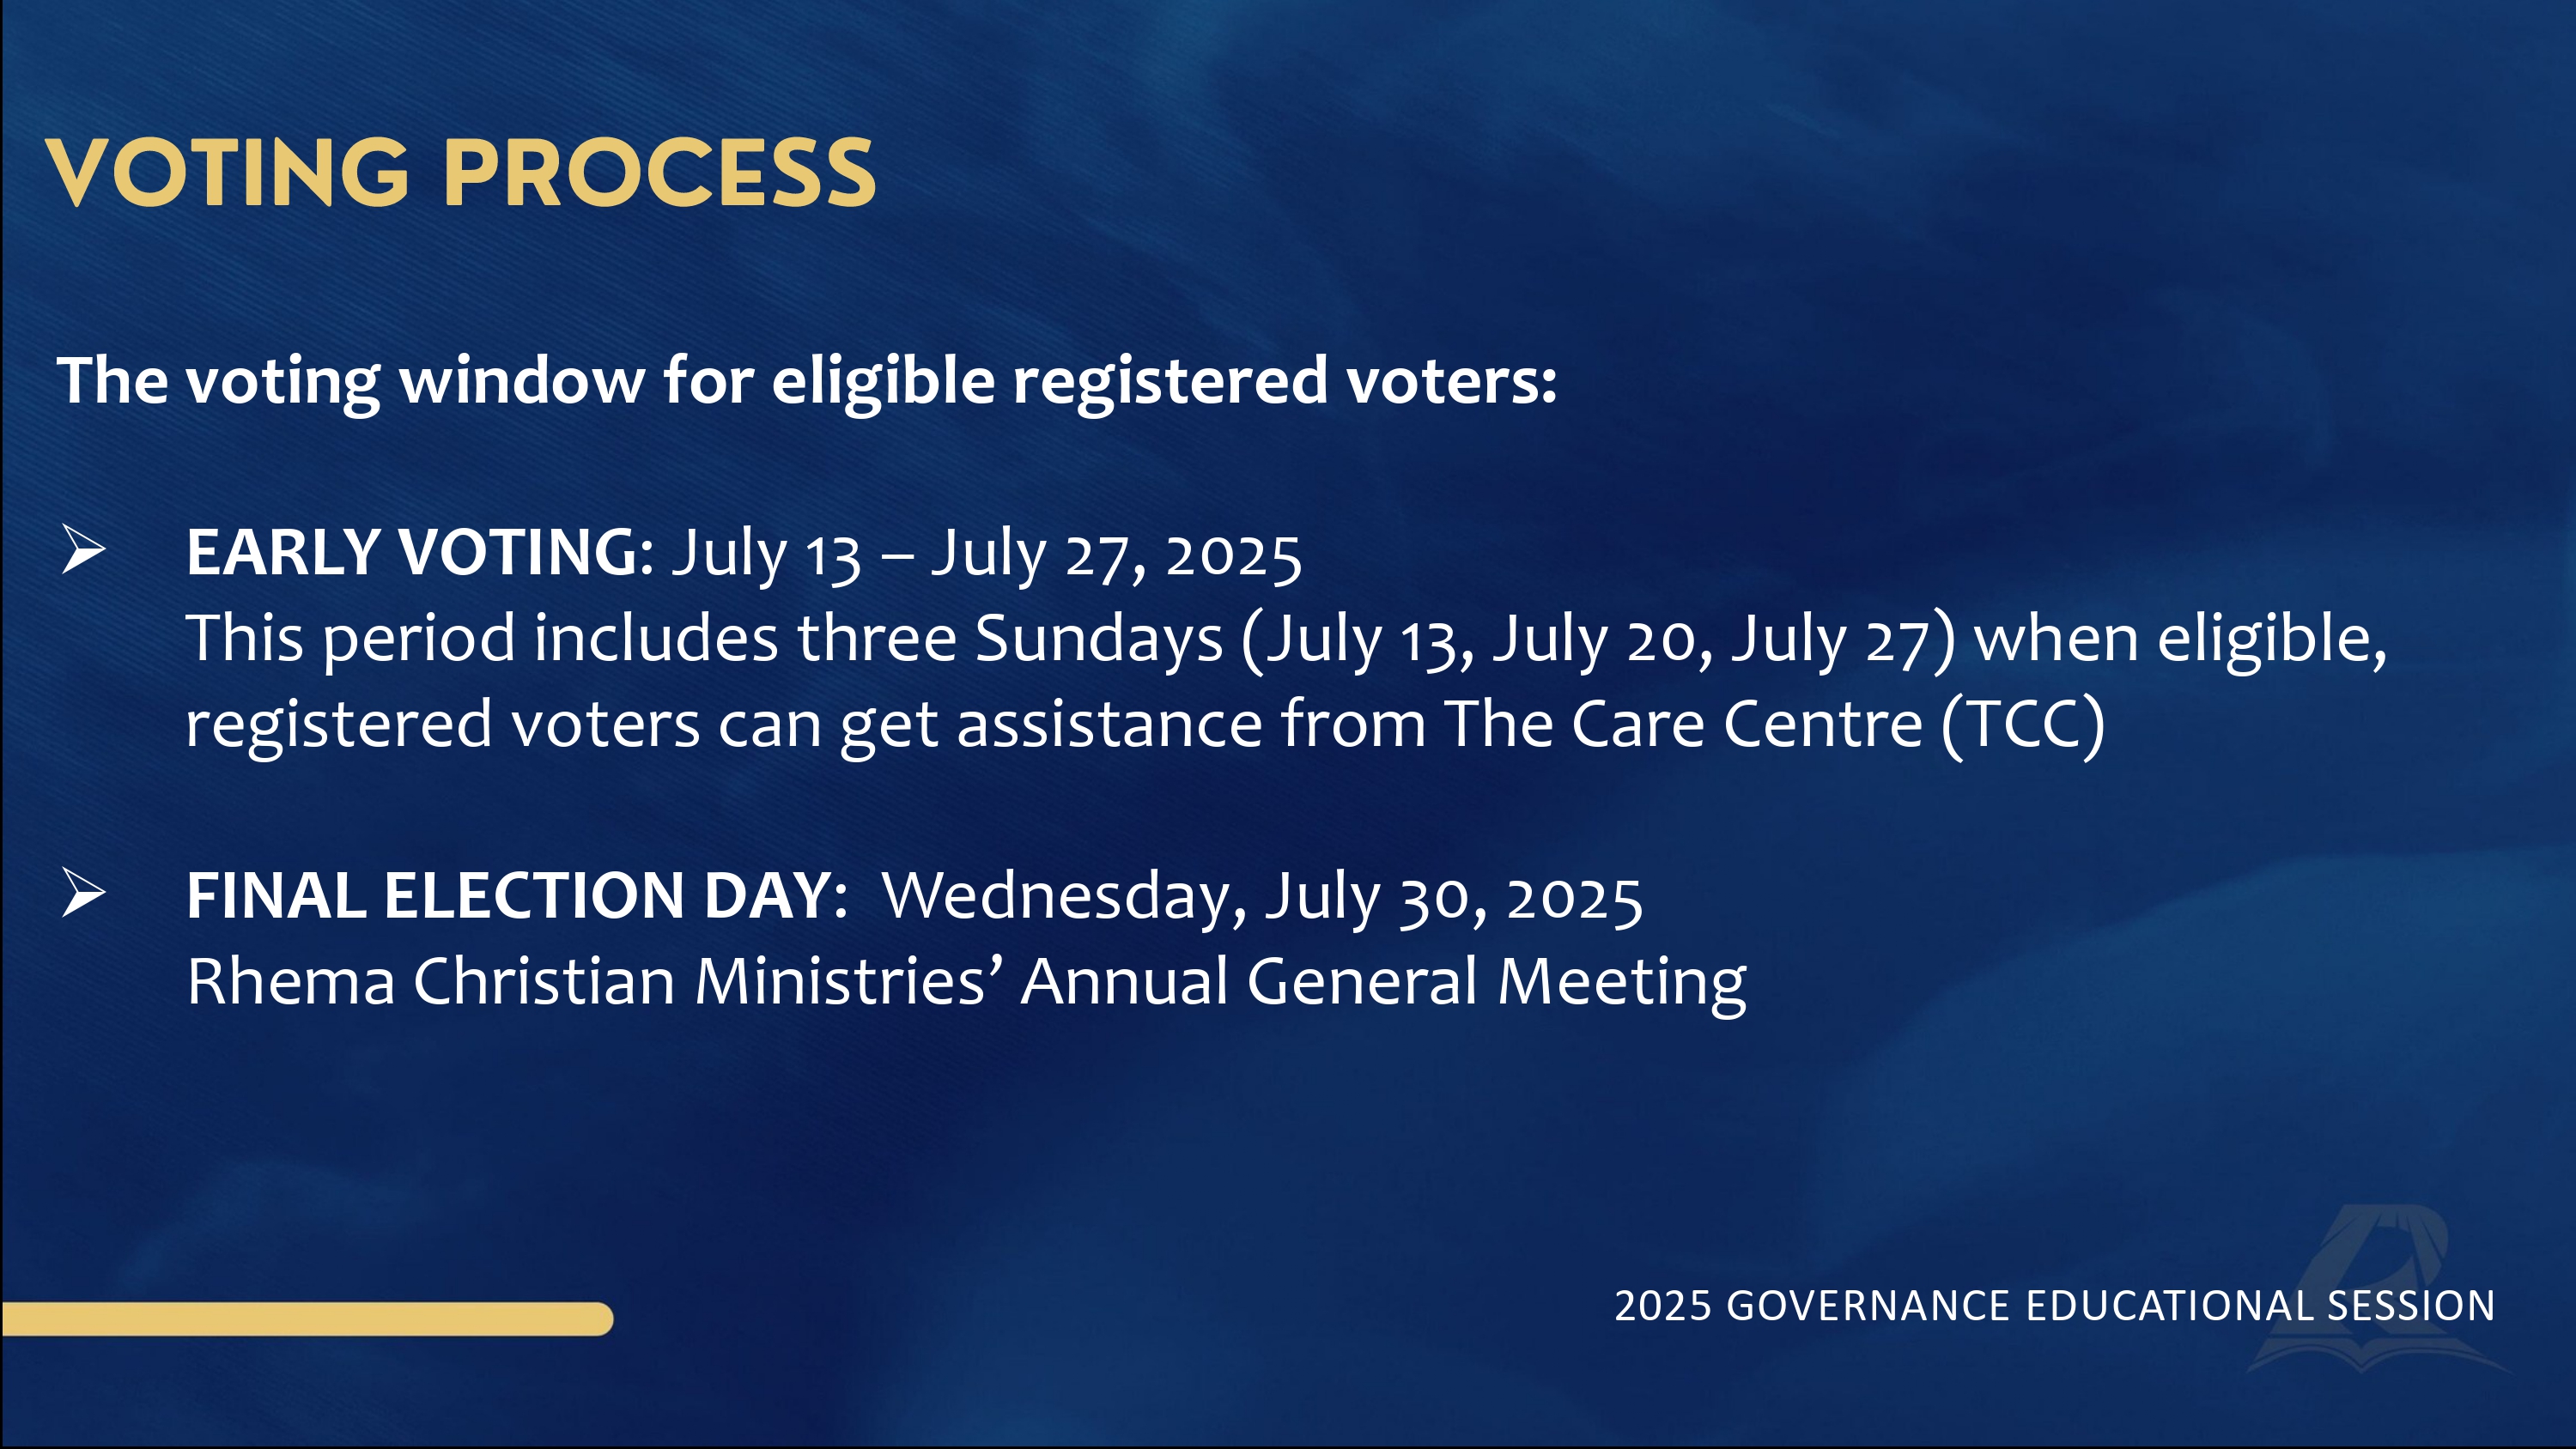 VOTING PROCESS
The voting window for eligible registered voters:
➢ EARLY VOTING: July 13 – July 27, 2025
This period includes three Sundays (July 13, July 20, July 27) when eligible,
registered voters can get assistance from The Care Centre (TCC)
➢ FINAL ELECTION DAY:  Wednesday, July 30, 2025
Rhema Christian Ministries’ Annual General Meeting
2025 GOVERNANCE EDUCATIONAL SESSION